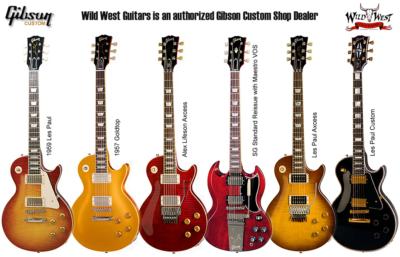 Gibson
CUSTOM
Wild West Guitars is an authorized Gibson Custom Shop Dealer
WILD WEST
1959 Les Paul
1957 Goldtop
Alex Lifeson Axcess
SG Standard Reissue with Maestro VOS
Les Paul Axcess
Les Paul Custom